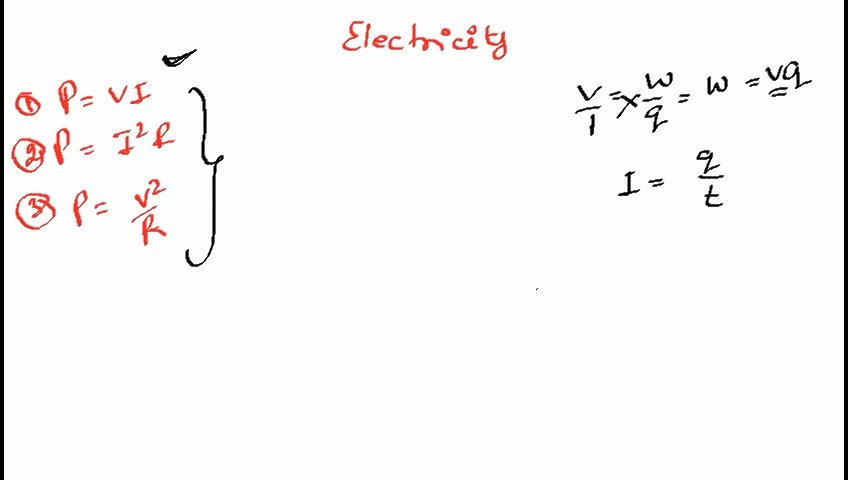 Electricity
① P = VI
② P = I²R
③ P = V²/R
V/1 = × W/q = W = Vq
I = q/t